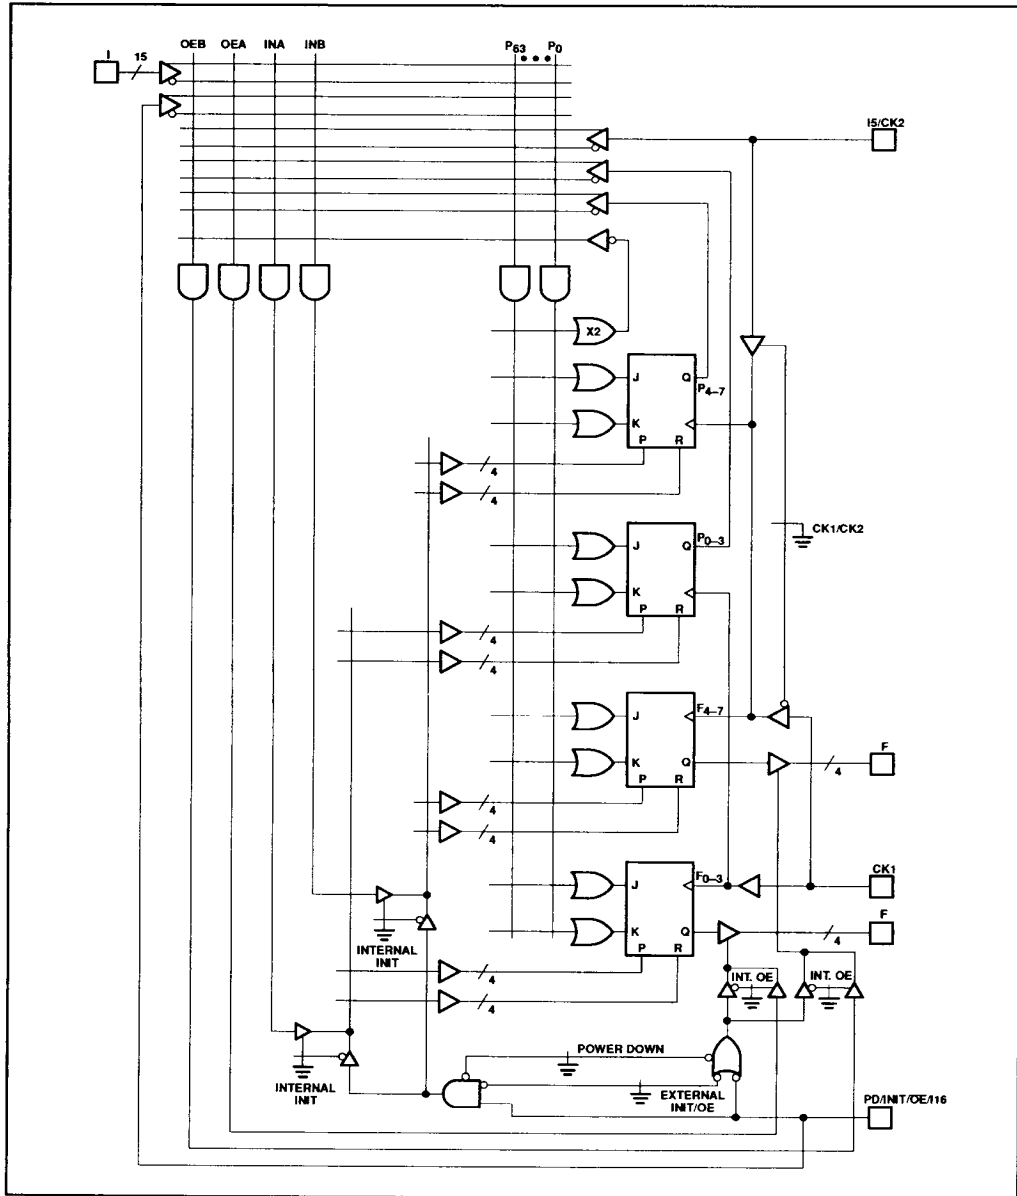 I 15 OEB OEA INA INB P63 • • • P0
I5/CK2
X2
J Q P4–7
K
P R
4
4
CK1/CK2
J Q P0–3
K
P R
4
4
J F4–7
K Q 4 F
P R
4
4
J F0–3 CK1
K Q 4 F
P R
INTERNAL
INIT
4
4
INT. OE INT. OE
INTERNAL
INIT
POWER DOWN
EXTERNAL
INIT/OE
PD/INIT/O̅E̅/I16